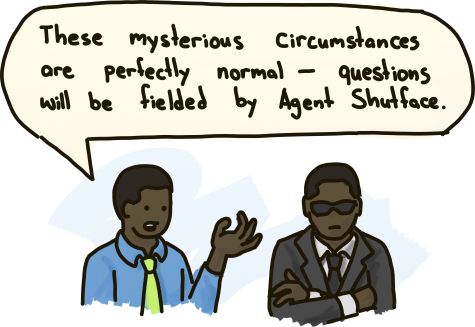 These mysterious circumstances
are perfectly normal — questions
will be fielded by Agent Shutface.